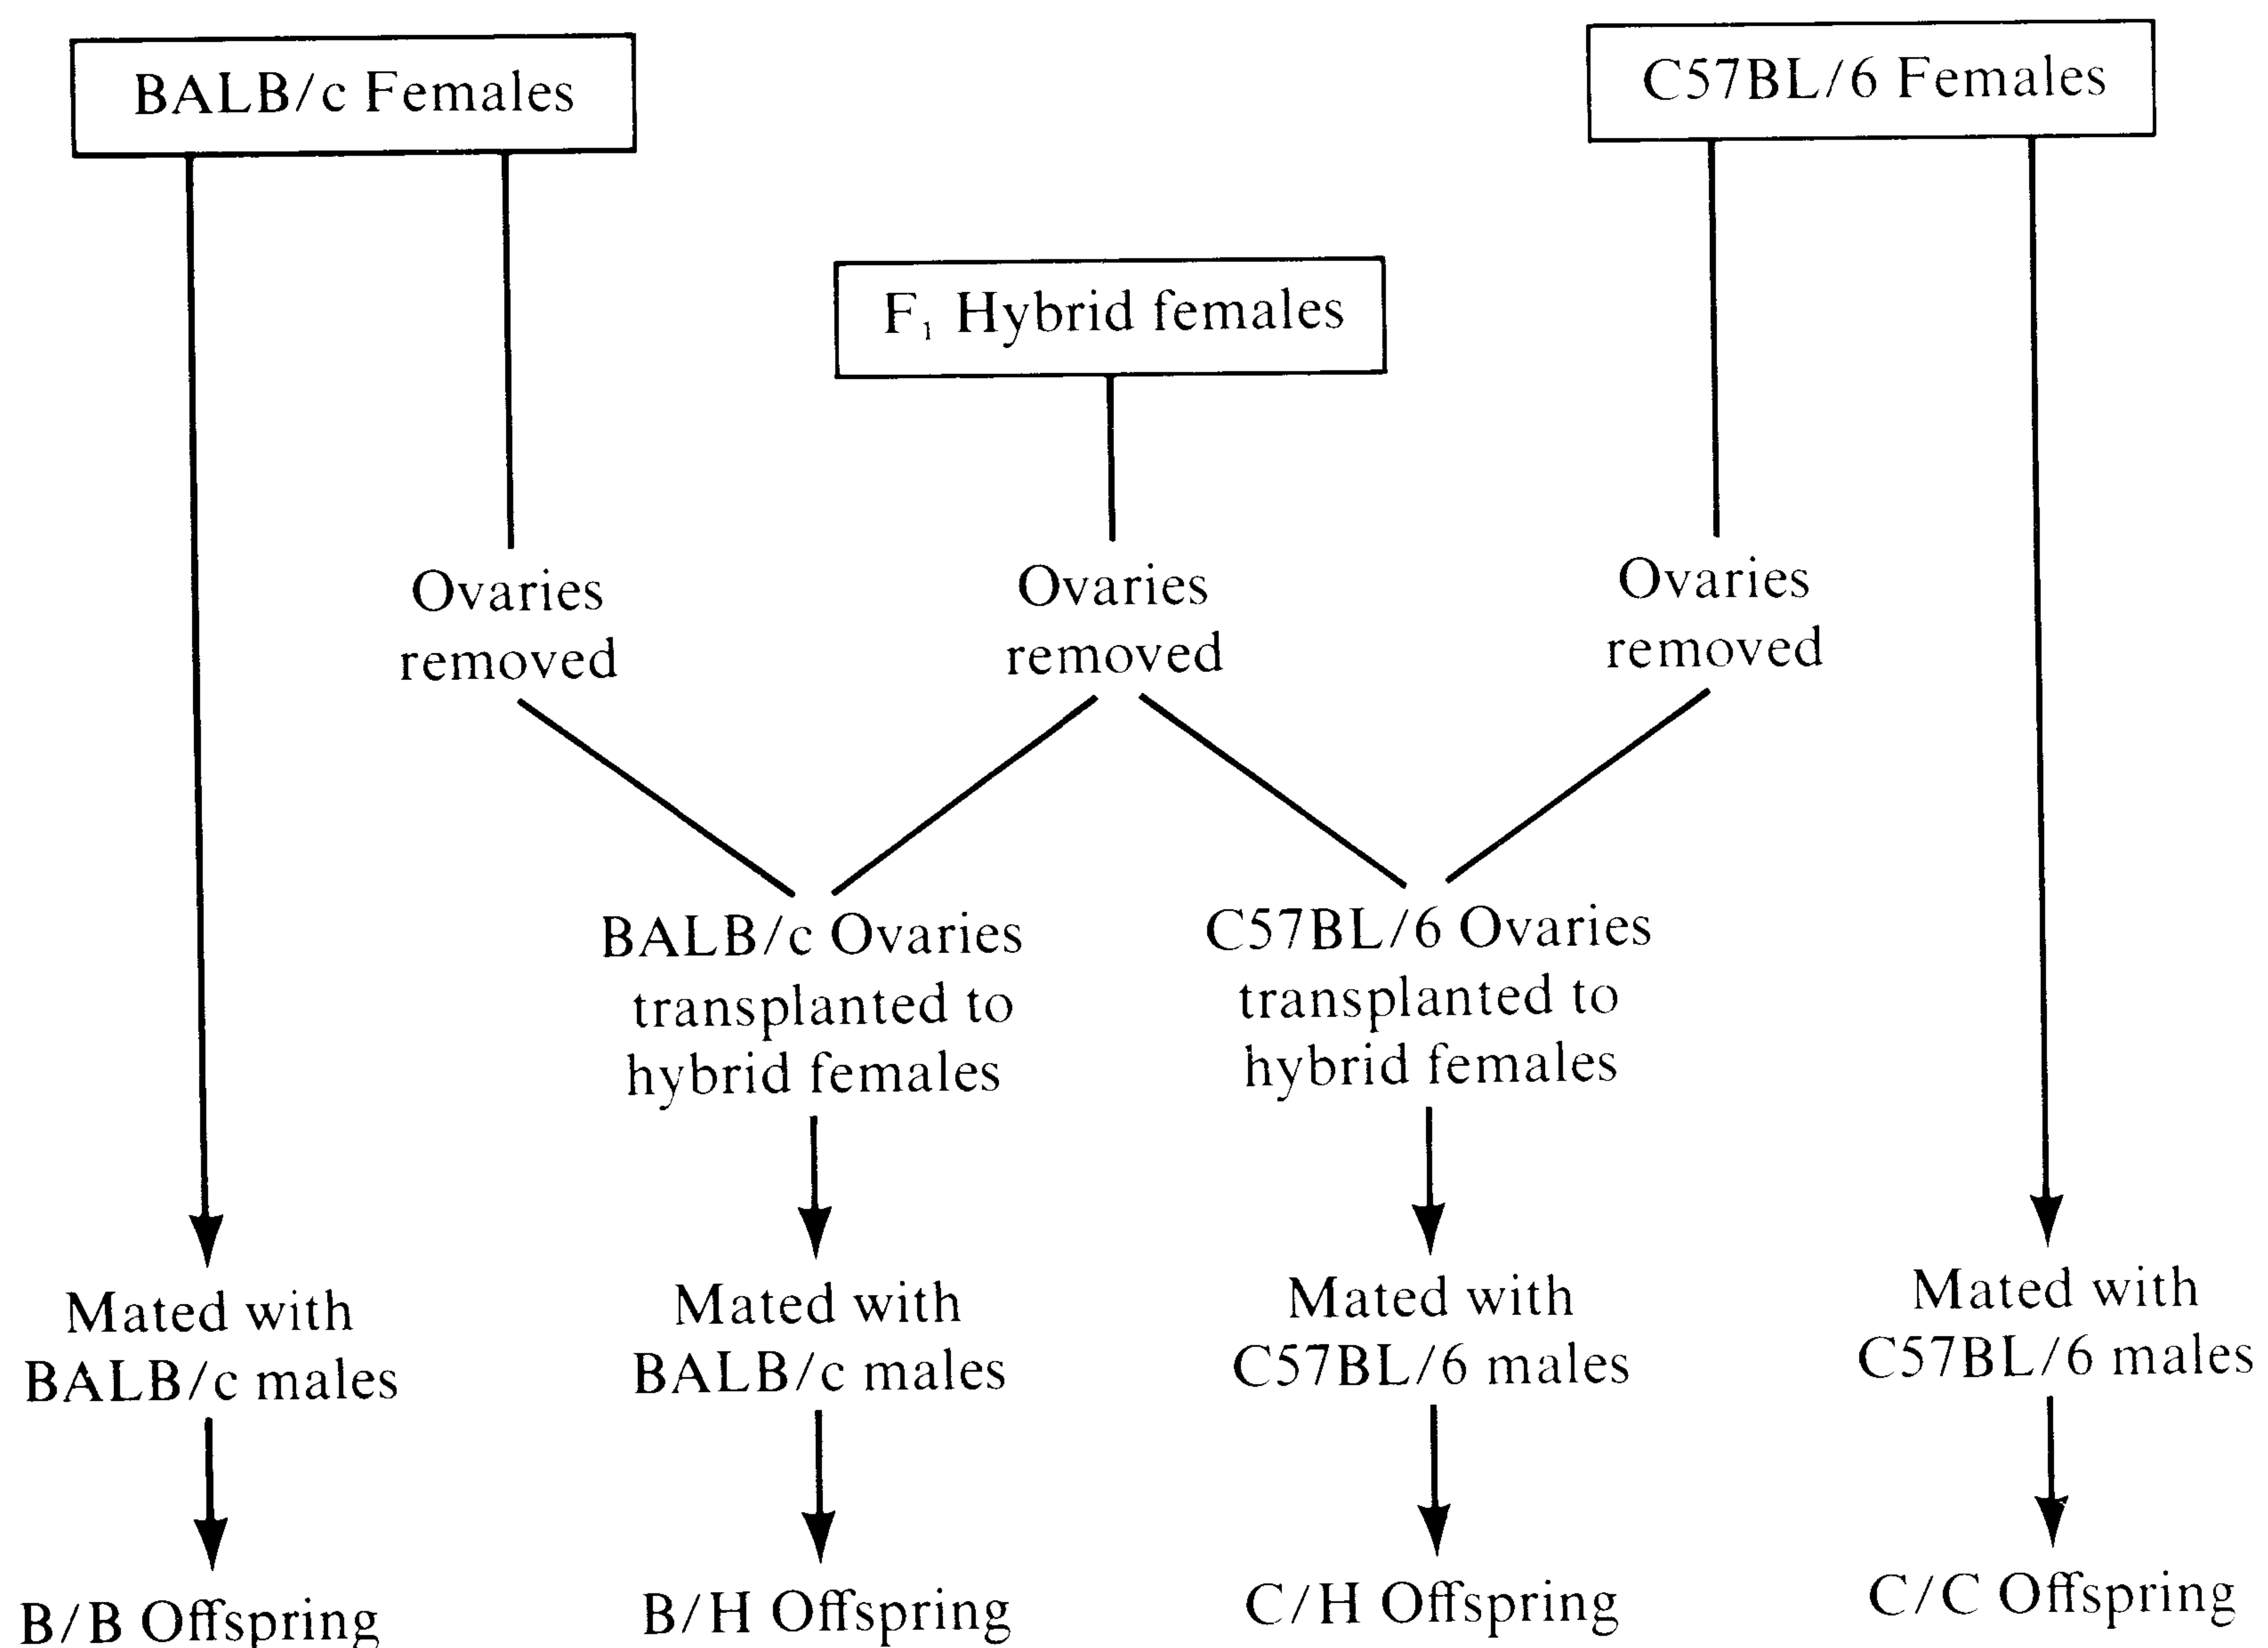 BALB/c Females
C57BL/6 Females
F₁ Hybrid females
Ovaries
removed
Ovaries
removed
Ovaries
removed
BALB/c Ovaries
transplanted to
hybrid females
C57BL/6 Ovaries
transplanted to
hybrid females
Mated with
BALB/c males
Mated with
BALB/c males
Mated with
C57BL/6 males
Mated with
C57BL/6 males
B/B Offspring
B/H Offspring
C/H Offspring
C/C Offspring